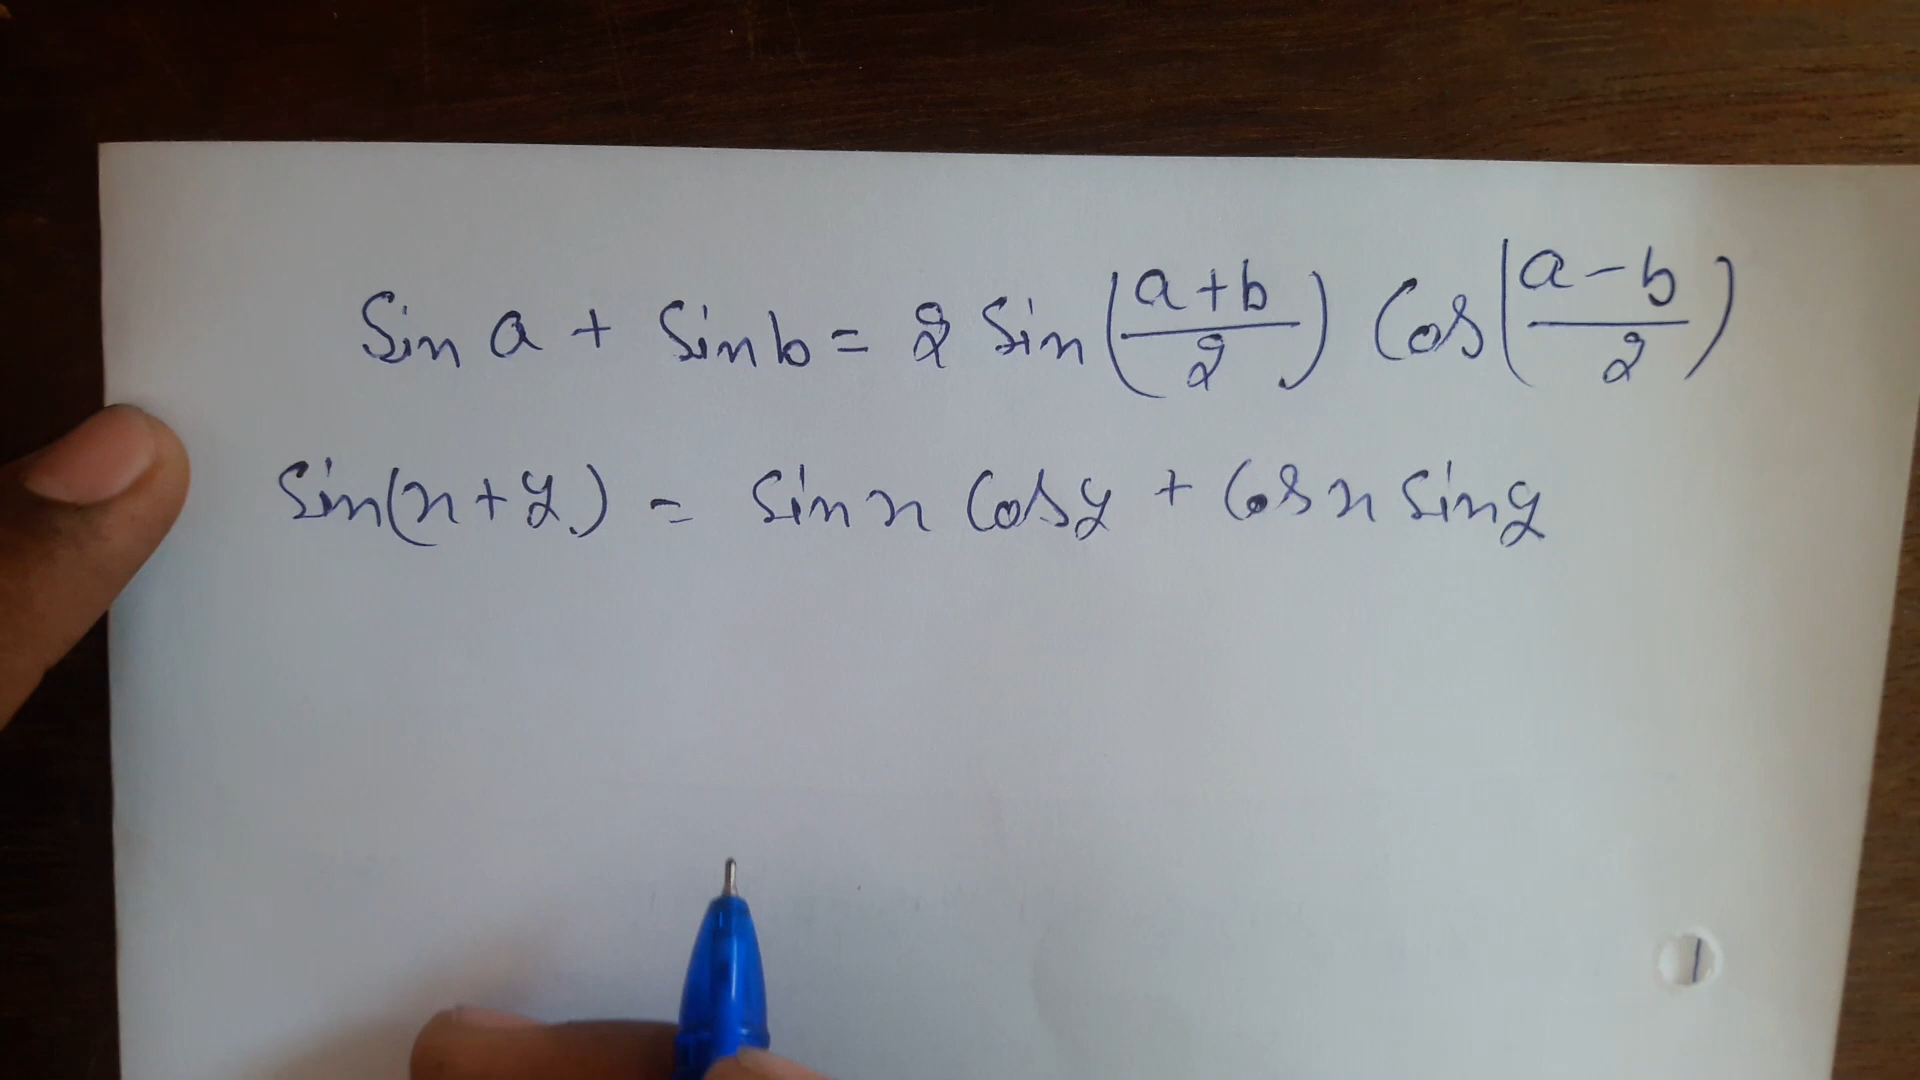 Sin a + Sin b = 2 Sin (a+b/2) Cos (a-b/2)
Sin(x+y) = Sin x Cos y + Cos x Sin y